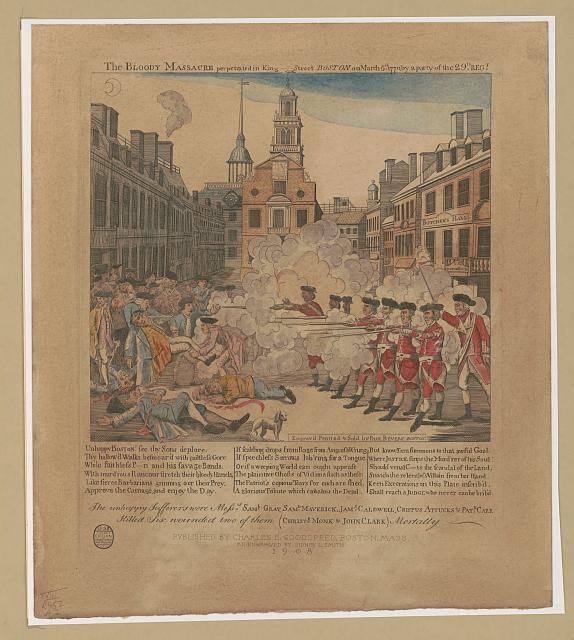 The BLOODY MASSACRE perpetrated in King Street BOSTON on March 5th 1770 by a party of the 29th REGt
BUTCHER'S HALL
Engrav'd Printed & Sold by PAUL REVERE BOSTON
Unhappy BOSTON! see thy Sons deplore,
Thy hallow'd Walks besmear'd with guiltless Gore:
While faithless P—n and his savage Bands,
With murd'rous Rancour stretch their bloody Hands;
Like fierce Barbarians grinning o'er their Prey,
Approve the Carnage, and enjoy the Day.
If scalding drops from Rage from Anguish Wrung,
If speechless Sorrows lab'ring for a Tongue,
Or if a weeping World can ought appease
The plaintive Ghosts of Victims such as these;
The Patriot's copious Tears for each are shed,
A glorious Tribute which embalms the Dead.
But know, FATE summons to that awful Goal,
Where JUSTICE strips the Murd'rer of his Soul:
Should venal C—ts the scandal of the Land,
Snatch the relentless Villain from her Hand,
Keen Execrations on this Plate inscrib'd,
Shall reach a JUDGE who never can be brib'd.
The unhappy Sufferers were Messrs SAML GRAY, SAML MAVERICK, JAMS CALDWELL, CRISPUS ATTUCKS & PATK CARR
Killed. Six wounded; two of them (CHRISTR MONK & JOHN CLARK) Mortally
PUBLISHED BY CHARLES E. GOODSPEED, BOSTON, MASS.
RE-ENGRAVED BY SIDNEY L. SMITH
1908